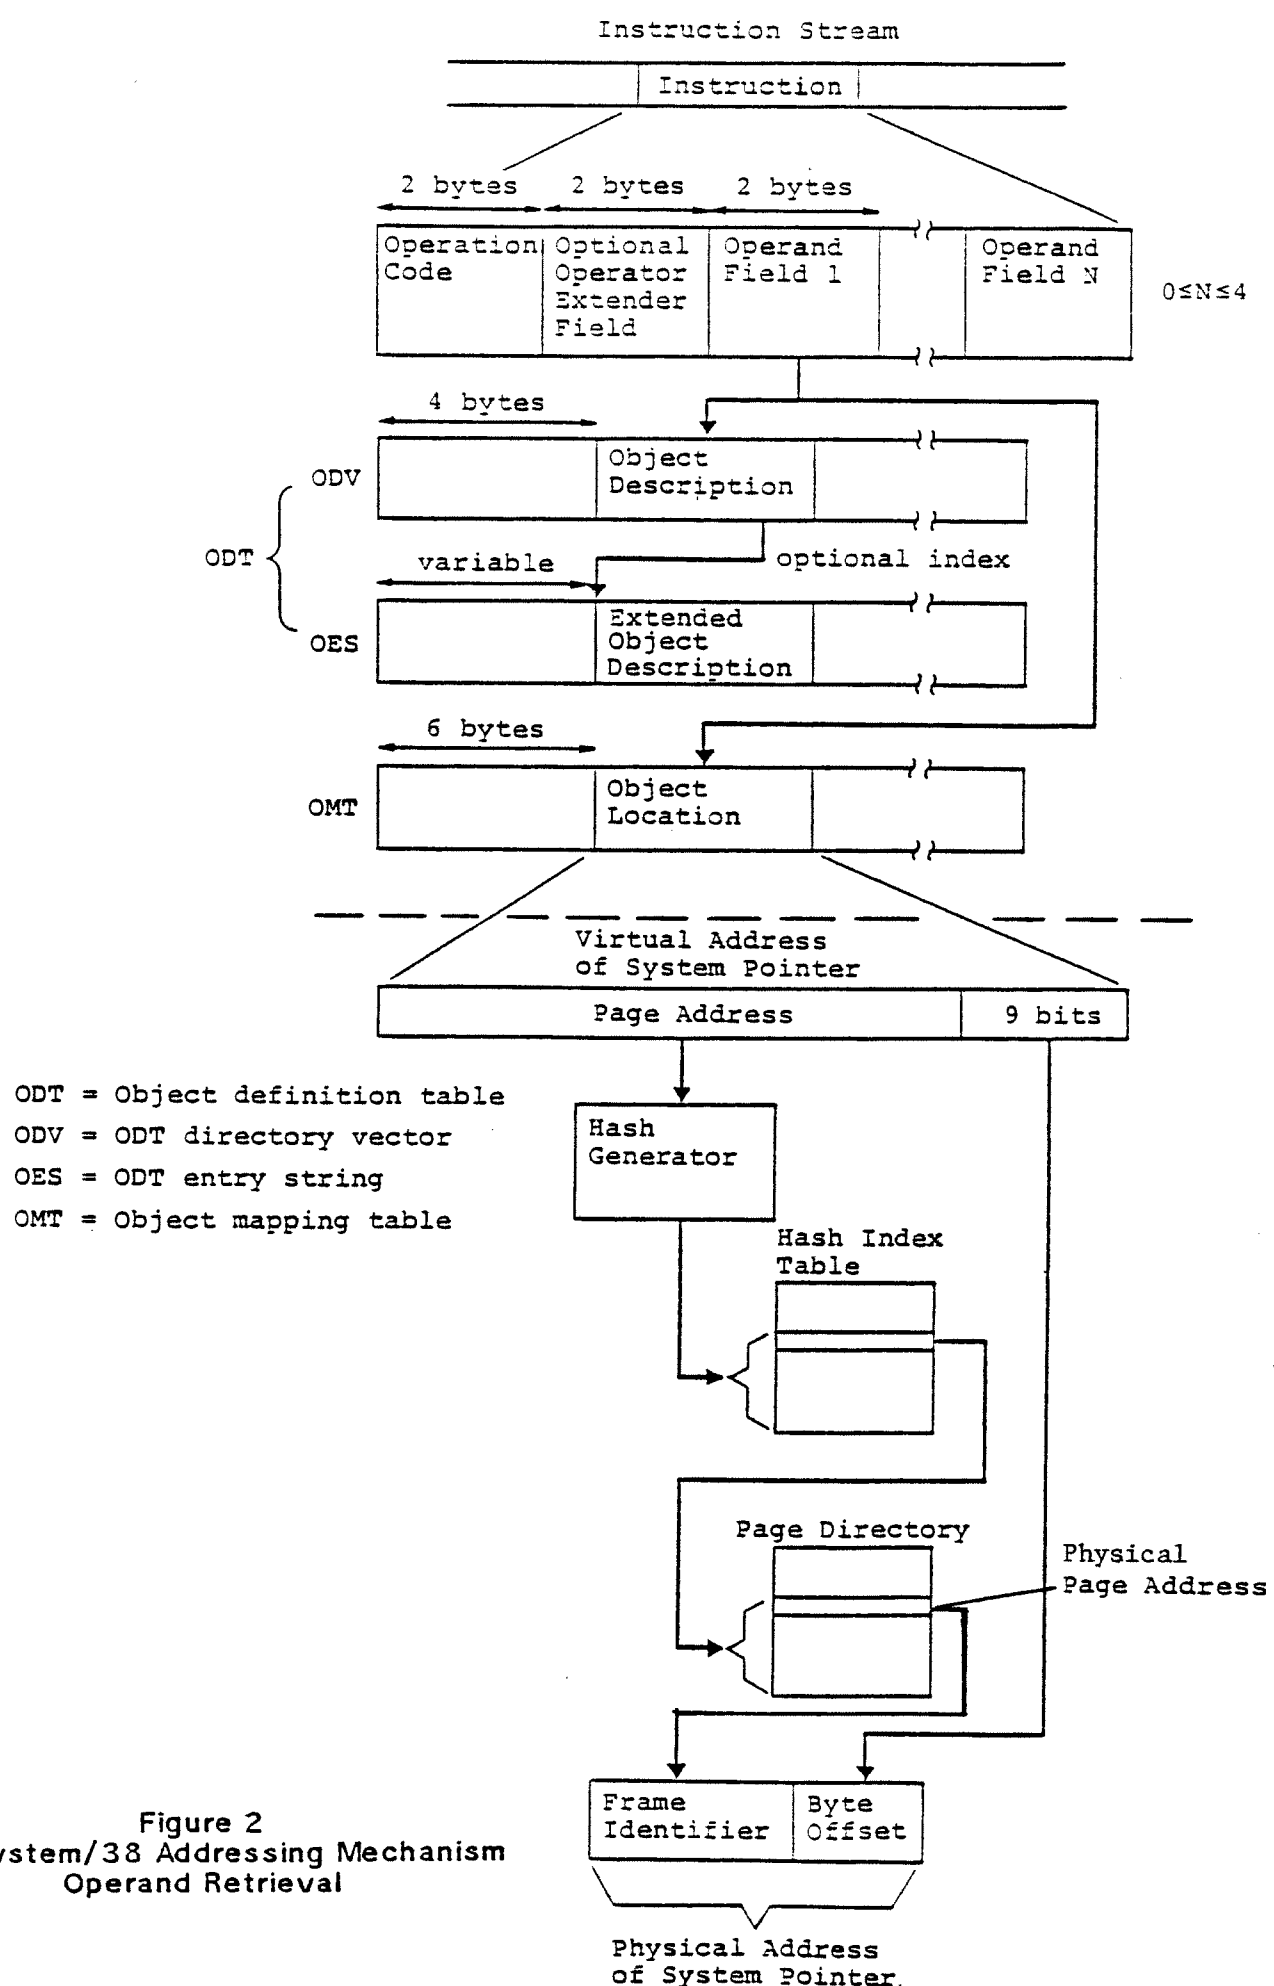 Instruction Stream
Instruction
2 bytes 2 bytes 2 bytes
Operation Code
Optional Operator Extender Field
Operand Field 1
Operand Field N
0≤N≤4
4 bytes
ODV
Object Description
ODT
variable
optional index
OES
Extended Object Description
6 bytes
OMT
Object Location
Virtual Address
of System Pointer
Page Address
9 bits
ODT = Object definition table
ODV = ODT directory vector
OES = ODT entry string
OMT = Object mapping table
Hash Generator
Hash Index
Table
Page Directory
Physical
Page Address
Frame Identifier
Byte Offset
Figure 2
ystem/38 Addressing Mechanism
Operand Retrieval
Physical Address
of System Pointer